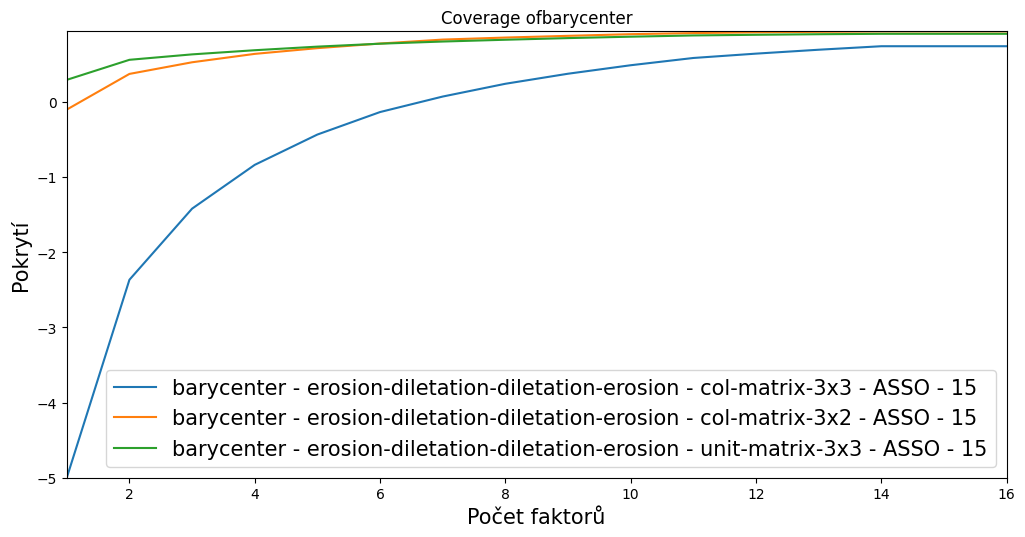 Coverage ofbarycenter
Pokrytí
0
−1
−2
−3
−4
−5
barycenter - erosion-diletation-diletation-erosion - col-matrix-3x3 - ASSO - 15
barycenter - erosion-diletation-diletation-erosion - col-matrix-3x2 - ASSO - 15
barycenter - erosion-diletation-diletation-erosion - unit-matrix-3x3 - ASSO - 15
2 4 6 8 10 12 14 16
Počet faktorů